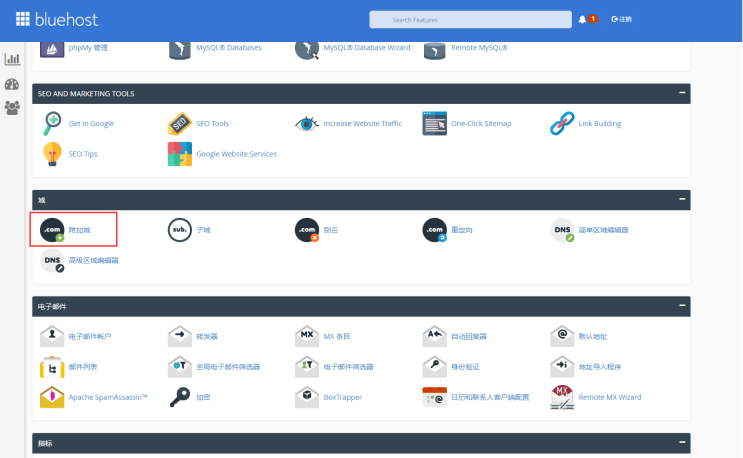 bluehost
Search Features
1
注销
phpMy 管理
MySQL® Databases
MySQL® Database Wizard
Remote MySQL®
SEO AND MARKETING TOOLS
Get In Google
SEO
SEO Tools
Increase Website Traffic
One-Click Sitemap
Link Building
SEO Tips
Google Website Services
域
.com
附加域
sub.
子域
.com
别名
.com
重定向
DNS
简单区域编辑器
DNS
高级区域编辑器
电子邮件
电子邮件帐户
转发器
MX
MX 条目
A
自动回复器
@
默认地址
邮件列表
全局电子邮件筛选器
电子邮件筛选器
身份验证
地址导入程序
Apache SpamAssassin™
加密
BoxTrapper
@
日历和联系人客户端配置
MX
Remote MX Wizard
指标